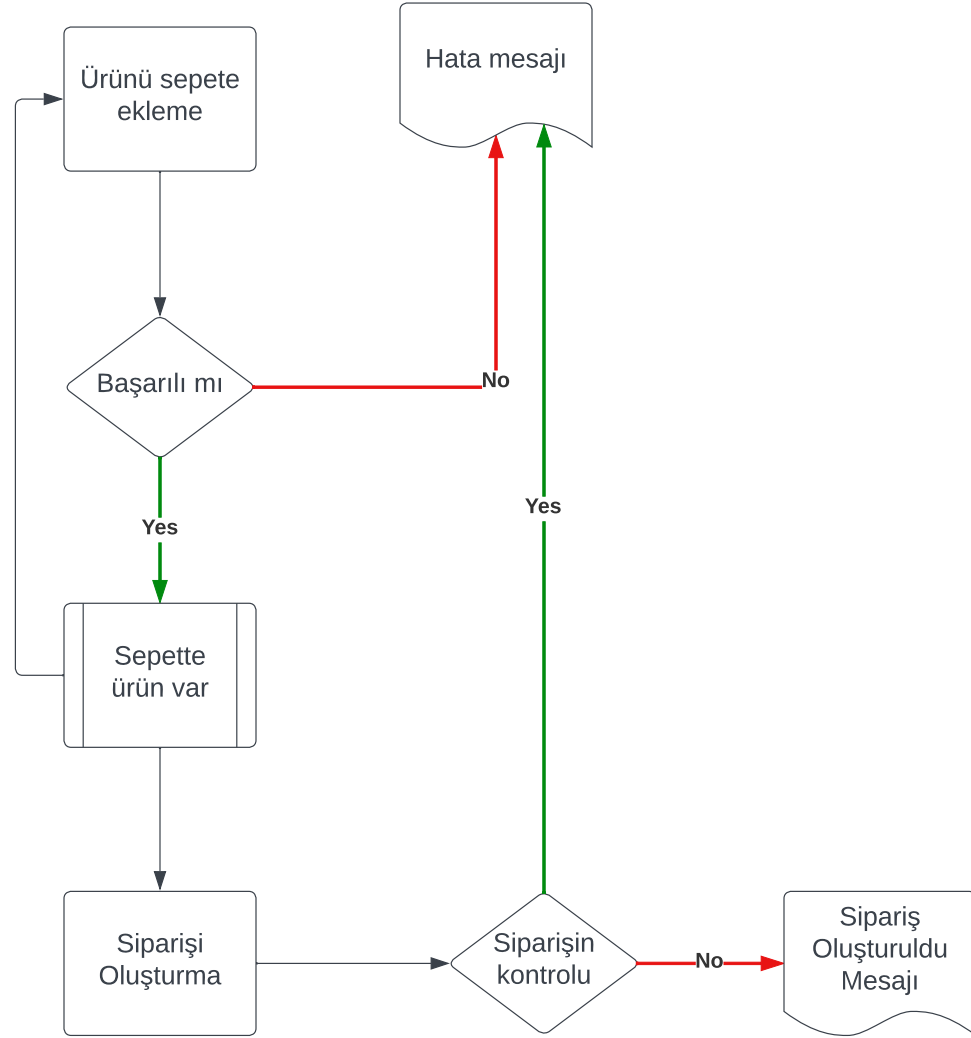 Ürünü sepete
ekleme
Hata mesajı
Başarılı mı
No
Yes
Yes
Sepette
ürün var
Siparişi
Oluşturma
Siparişin
kontrolu
No
Sipariş
Oluşturuldu
Mesajı